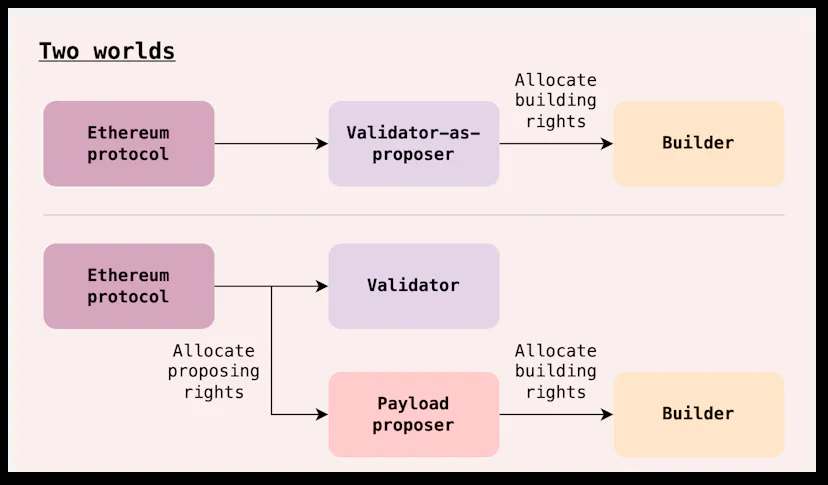 Two worlds
Ethereum
protocol
Validator-as-
proposer
Allocate
building
rights
Builder
Ethereum
protocol
Validator
Allocate
proposing
rights
Payload
proposer
Allocate
building
rights
Builder